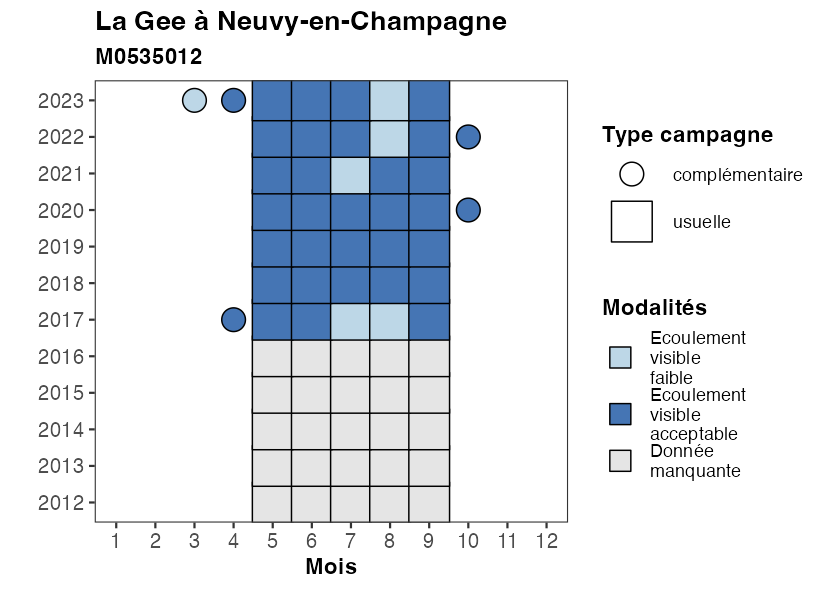 La Gee à Neuvy-en-Champagne
M0535012
2023
2022
2021
2020
2019
2018
2017
2016
2015
2014
2013
2012
1 2 3 4 5 6 7 8 9 10 11 12
Mois
Type campagne
complémentaire
usuelle
Modalités
Ecoulement
visible
faible
Ecoulement
visible
acceptable
Donnée
manquante